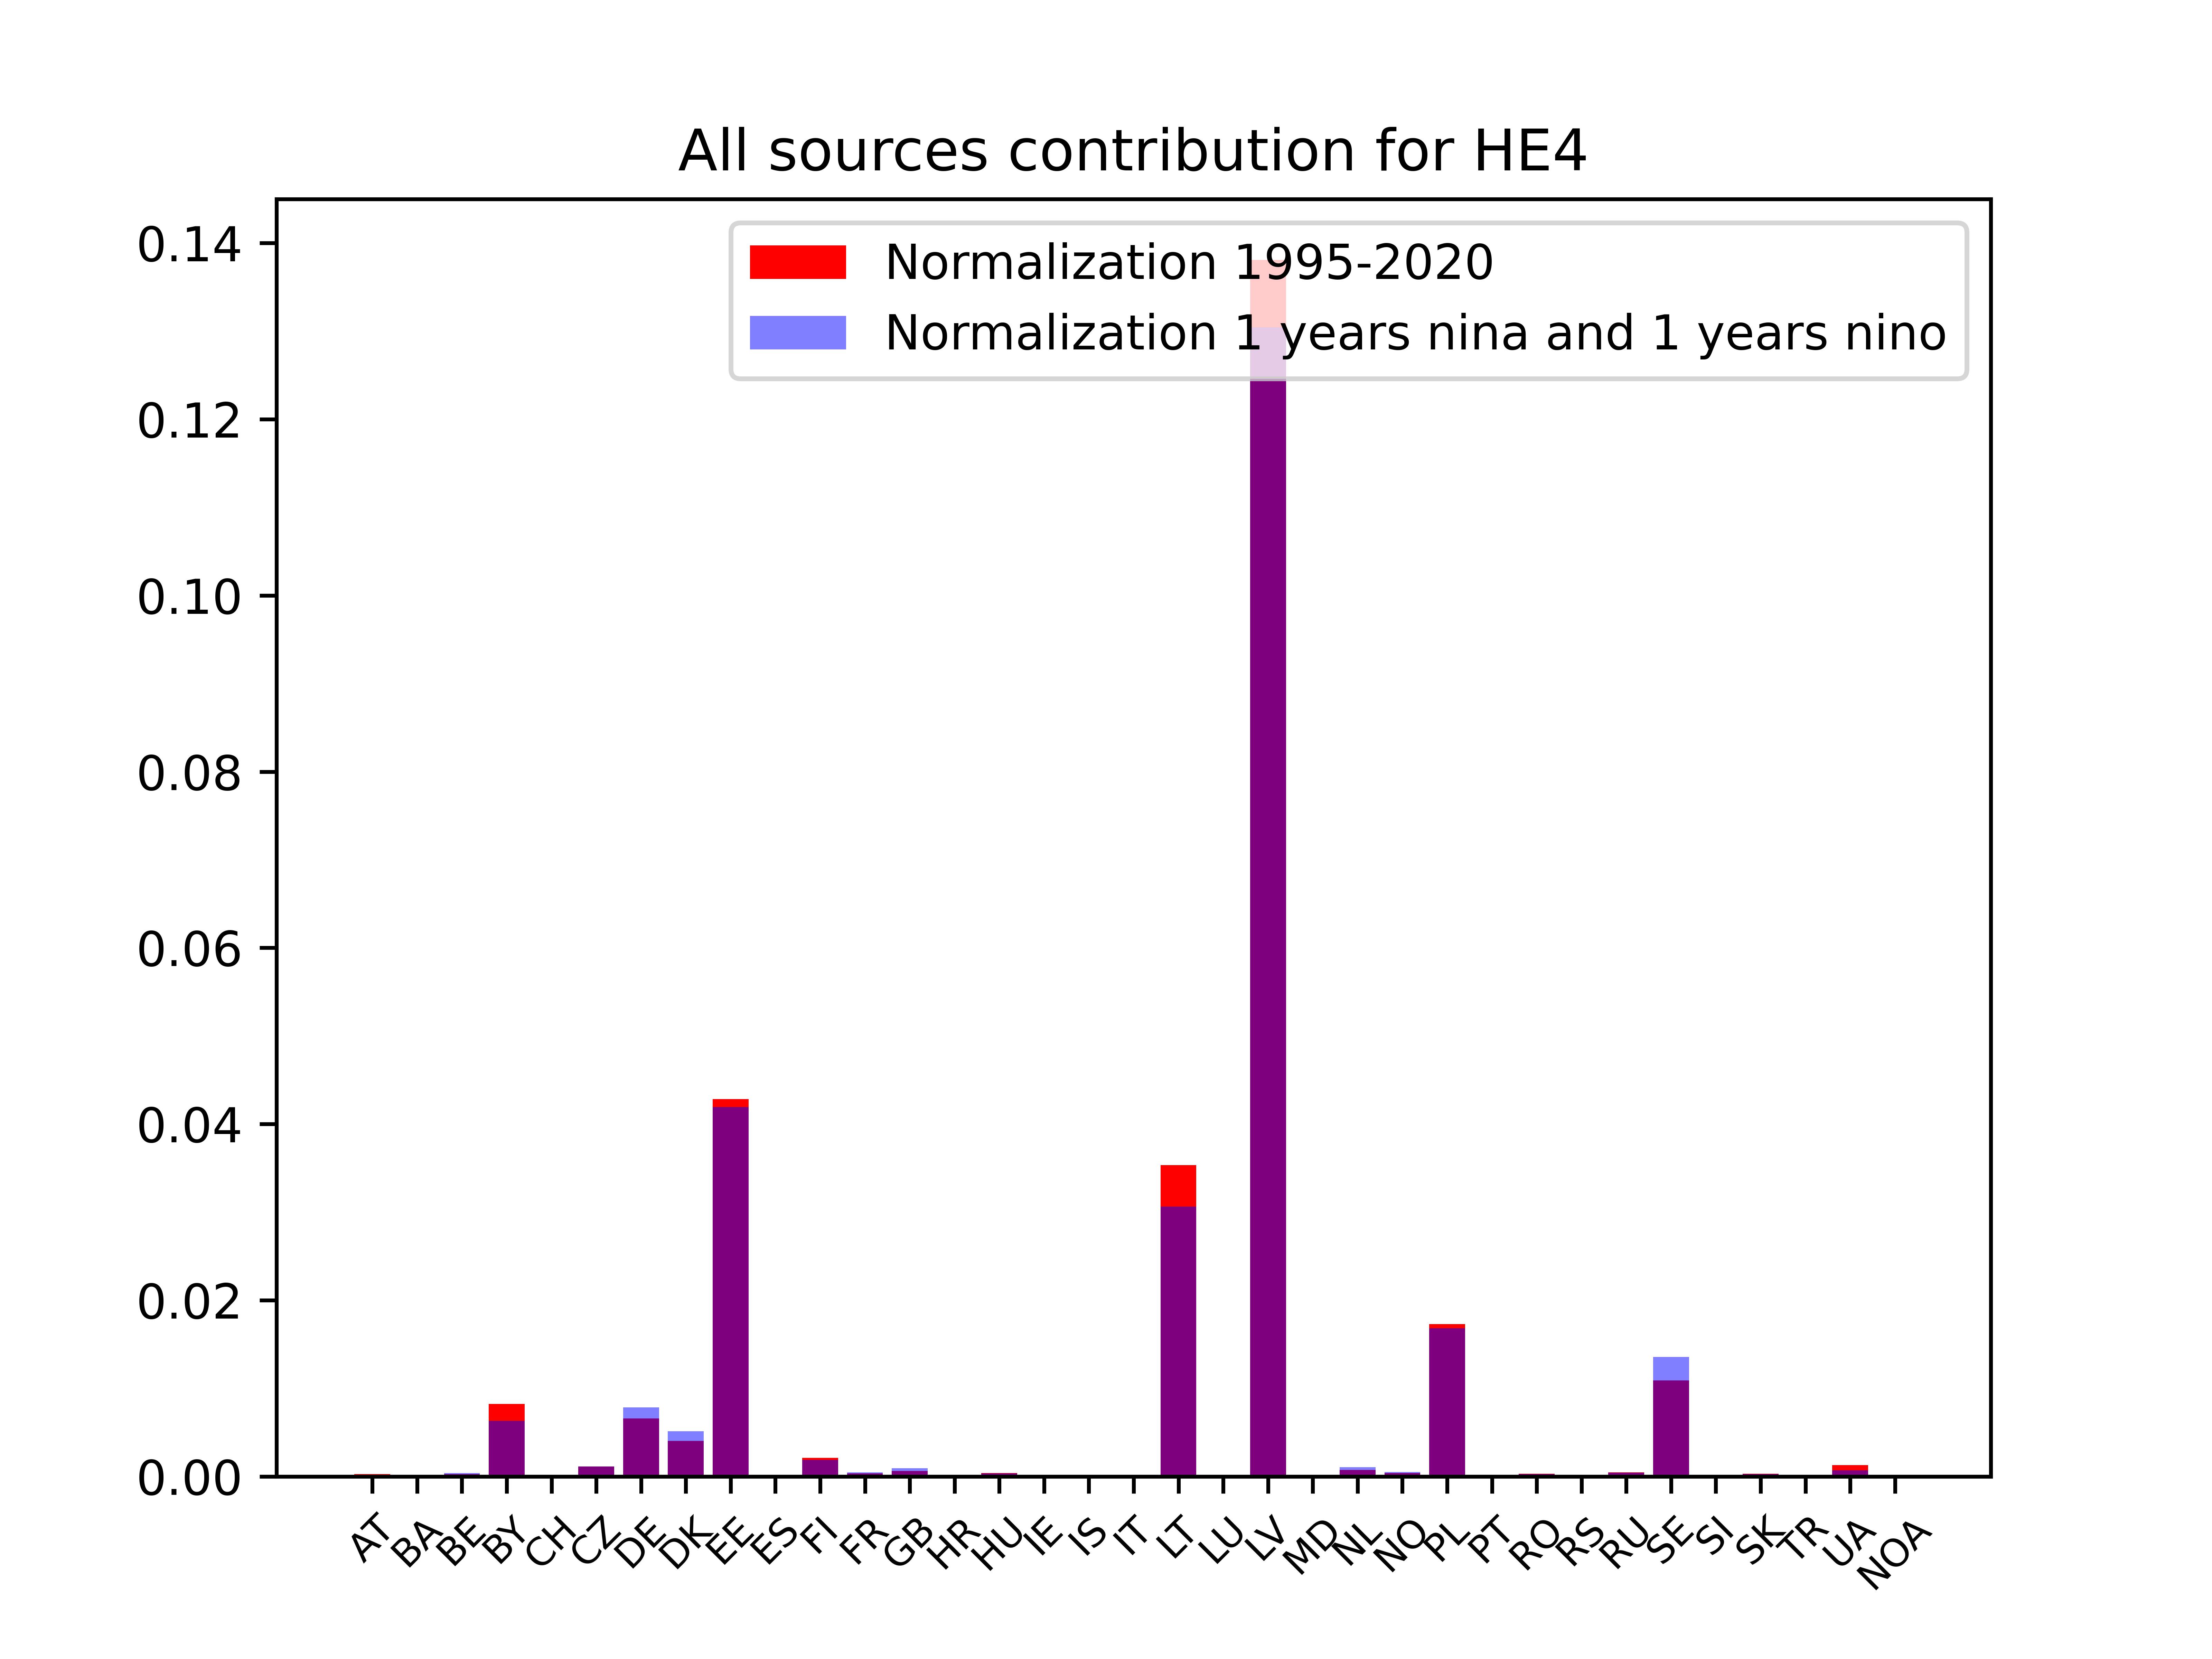 All sources contribution for HE4
Normalization 1995-2020
Normalization 1 years nina and 1 years nino
0.14
0.12
0.10
0.08
0.06
0.04
0.02
0.00
AT BA BE BY CH CZ DE DK EE ES FI FR GB HR HU IE IS IT LT LU LV MD NL NO PL PT RO RS RU SE SI SK TR UA NOA